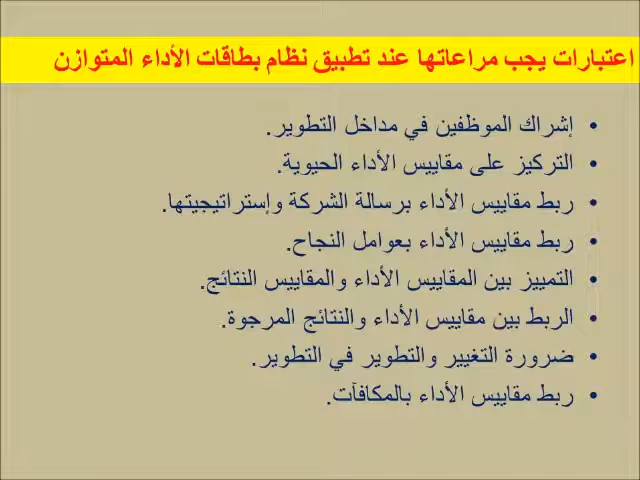 اعتبارات يجب مراعاتها عند تطبيق نظام بطاقات الأداء المتوازن
• إشراك الموظفين في مداخل التطوير.
• التركيز على مقاييس الأداء الحيوية.
• ربط مقاييس الأداء برسالة الشركة وإستراتيجيتها.
• ربط مقاييس الأداء بعوامل النجاح.
• التمييز بين المقاييس الأداء والمقاييس النتائج.
• الربط بين مقاييس الأداء والنتائج المرجوة.
• ضرورة التغيير والتطوير في التطوير.
• ربط مقاييس الأداء بالمكافآت.